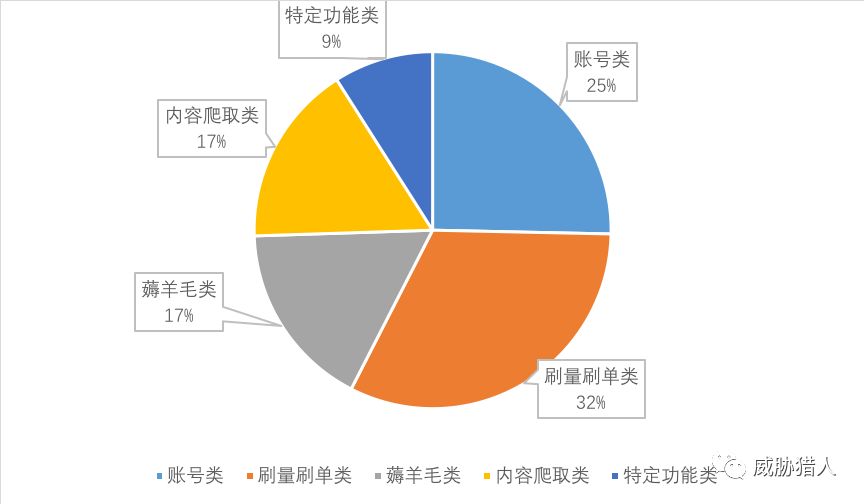 特定功能类
9%
账号类
25%
内容爬取类
17%
薅羊毛类
17%
刷量刷单类
32%
账号类 刷量刷单类 薅羊毛类 内容爬取类 特定功能类
威胁猎人